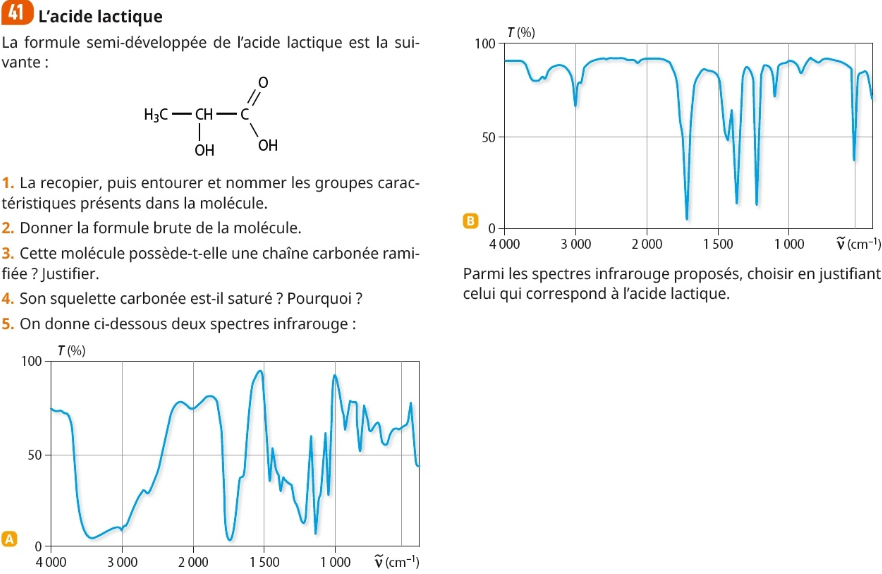 41 L'acide lactique
La formule semi-développée de l'acide lactique est la sui-
vante :
O
H₃C — CH — C
OH OH
1. La recopier, puis entourer et nommer les groupes carac-
téristiques présents dans la molécule.
2. Donner la formule brute de la molécule.
3. Cette molécule possède-t-elle une chaîne carbonée rami-
fiée ? Justifier.
4. Son squelette carbonée est-il saturé ? Pourquoi ?
5. On donne ci-dessous deux spectres infrarouge :
T (%)
100
50
0
A
4 000 3 000 2 000 1 500 1 000 ṽ (cm⁻¹)
T (%)
100
50
0
B
4 000 3 000 2 000 1 500 1 000 ṽ (cm⁻¹)
Parmi les spectres infrarouge proposés, choisir en justifiant
celui qui correspond à l'acide lactique.